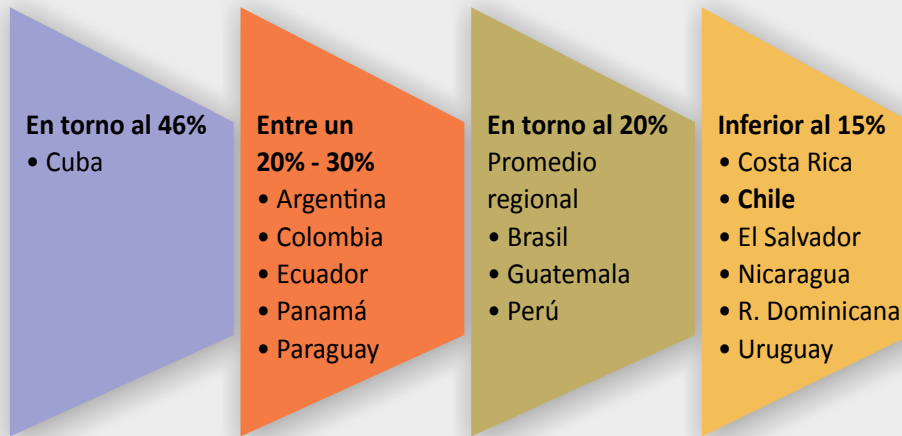 En torno al 46%
• Cuba
Entre un
20% - 30%
• Argentina
• Colombia
• Ecuador
• Panamá
• Paraguay
En torno al 20%
Promedio
regional
• Brasil
• Guatemala
• Perú
Inferior al 15%
• Costa Rica
• Chile
• El Salvador
• Nicaragua
• R. Dominicana
• Uruguay